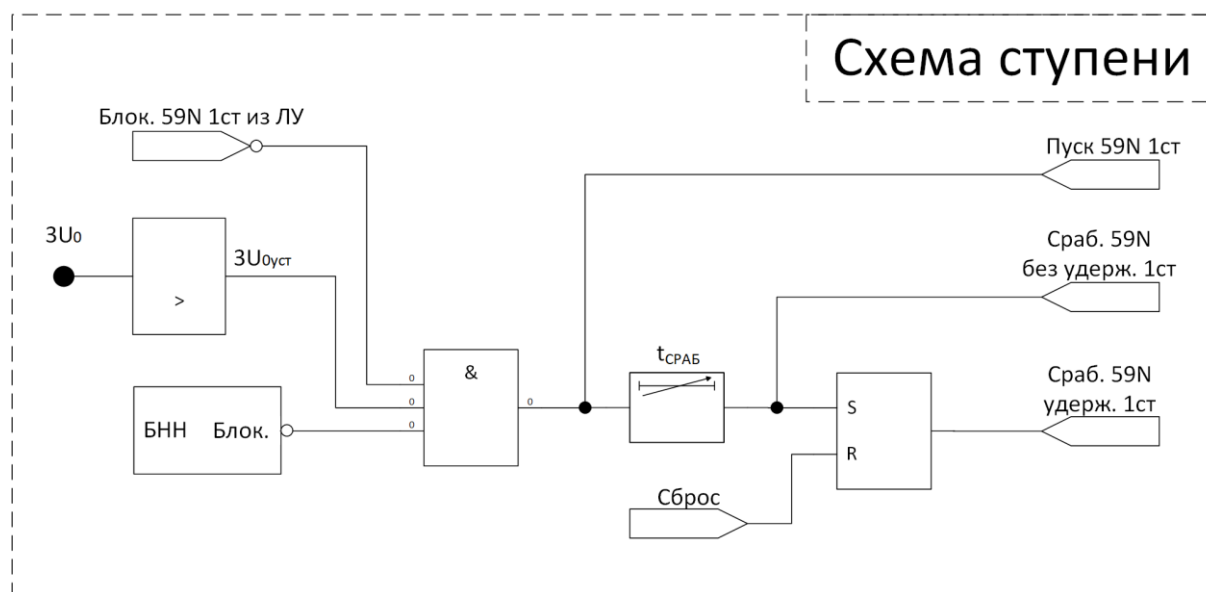 Схема ступени
Блок. 59N 1ст из ЛУ
Пуск 59N 1ст
3U0
3U0уст
>
Сраб. 59N
без удерж. 1ст
БНН Блок.
0
0
0
&
0
tСРАБ
Сраб. 59N
удерж. 1ст
S
R
Сброс